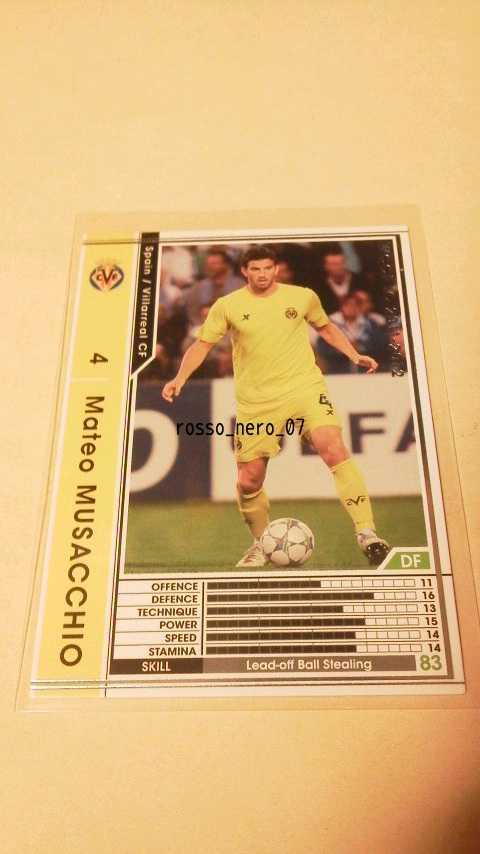 Spain / Villarreal CF
4 Mateo MUSACCHIO
rosso_nero_07
DF
OFFENCE 11
DEFENCE 16
TECHNIQUE 13
POWER 15
SPEED 14
STAMINA 14
SKILL Lead-off Ball Stealing 83